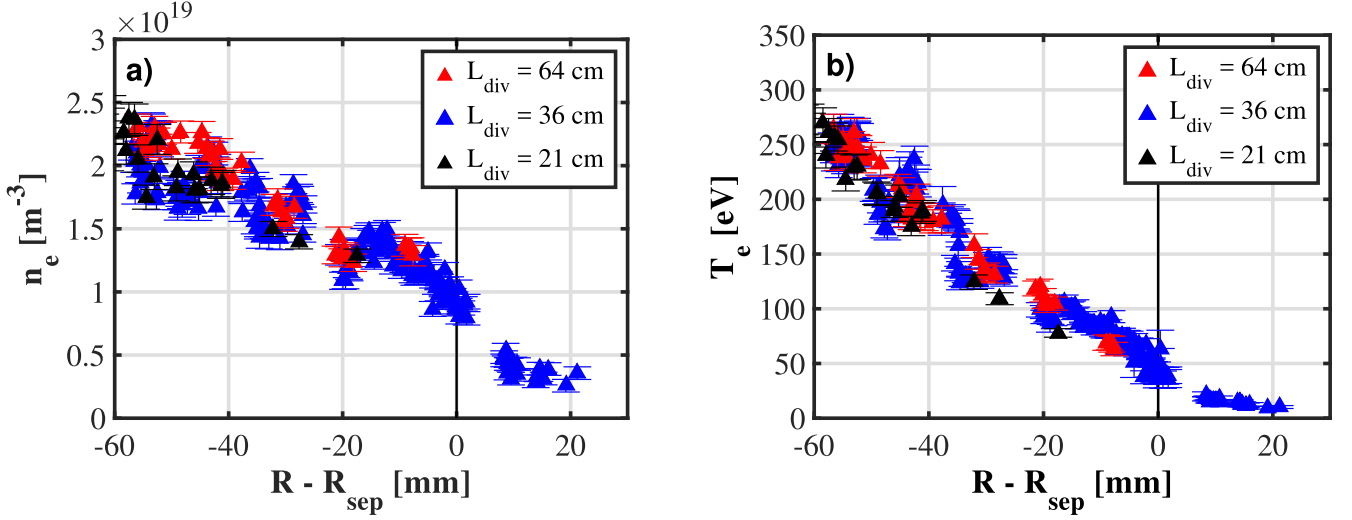 ×10^19
a)
n_e [m^-3]
3
2.5
2
1.5
1
0.5
0
-60 -40 -20 0 20
R - R_sep [mm]
L_div = 64 cm
L_div = 36 cm
L_div = 21 cm
b)
T_e [eV]
350
300
250
200
150
100
50
0
-60 -40 -20 0 20
R - R_sep [mm]
L_div = 64 cm
L_div = 36 cm
L_div = 21 cm